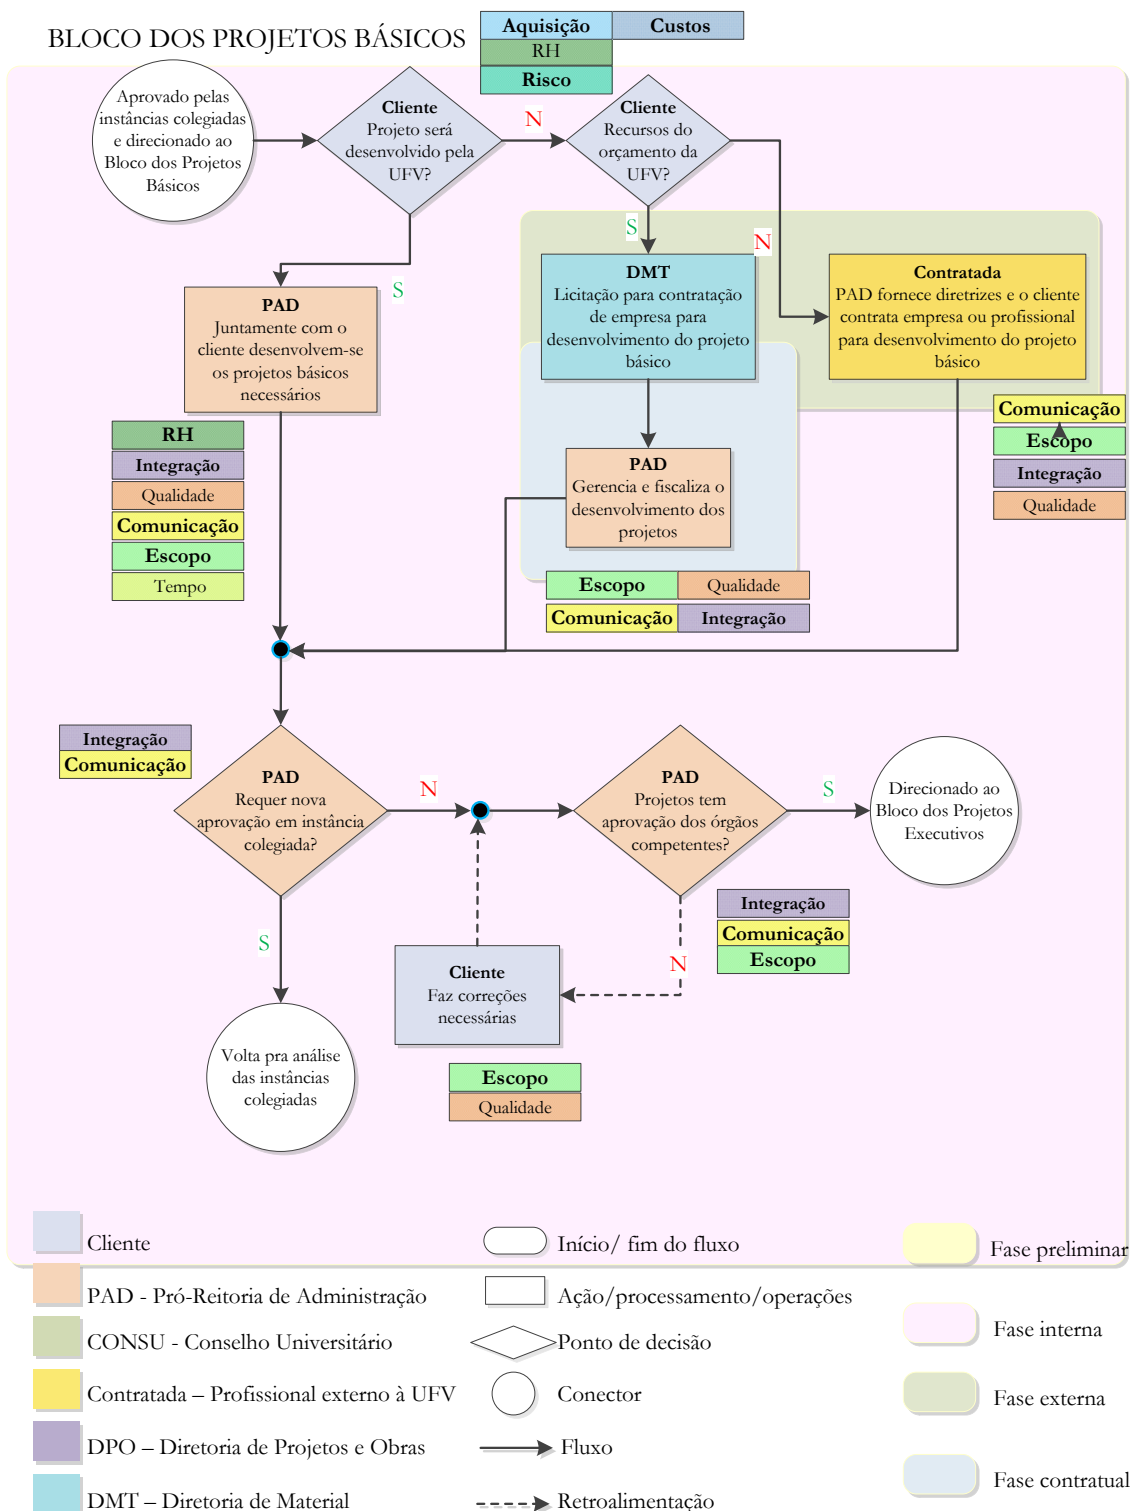 BLOCO DOS PROJETOS BÁSICOS
Aquisição
Custos
RH
Risco
Aprovado pelas
instâncias colegiadas
e direcionado ao
Bloco dos Projetos
Básicos
Cliente
Projeto será
desenvolvido pela
UFV?
N
Cliente
Recursos do
orçamento da
UFV?
S
N
S
PAD
Juntamente com o
cliente desenvolvem-se
os projetos básicos
necessários
DMT
Licitação para contratação
de empresa para
desenvolvimento do projeto
básico
Contratada
PAD fornece diretrizes e o cliente
contrata empresa ou profissional
para desenvolvimento do projeto
básico
RH
Integração
Qualidade
Comunicação
Escopo
Tempo
PAD
Gerencia e fiscaliza o
desenvolvimento dos
projetos
Comunicação
Escopo
Integração
Qualidade
Escopo
Qualidade
Comunicação
Integração
Integração
Comunicação
PAD
Requer nova
aprovação em instância
colegiada?
N
PAD
Projetos tem
aprovação dos órgãos
competentes?
S
Direcionado ao
Bloco dos Projetos
Executivos
Integração
Comunicação
Escopo
S
N
Cliente
Faz correções
necessárias
Escopo
Qualidade
Volta pra análise
das instâncias
colegiadas
Cliente
Início/ fim do fluxo
Fase preliminar
PAD - Pró-Reitoria de Administração
Ação/processamento/operações
Fase interna
CONSU - Conselho Universitário
Ponto de decisão
Contratada – Profissional externo à UFV
Conector
Fase externa
DPO – Diretoria de Projetos e Obras
Fluxo
Fase contratual
DMT – Diretoria de Material
Retroalimentação